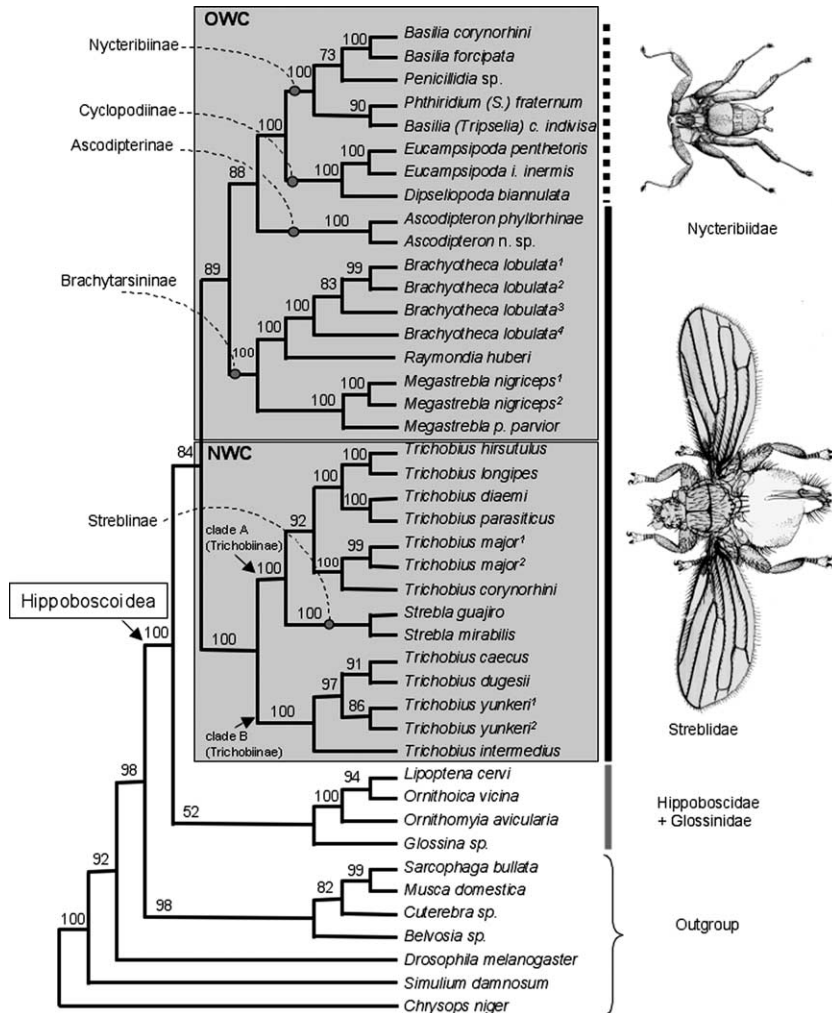 OWC
Nycteribiinae
Cyclopodiinae
Ascodipterinae
Brachytarsininae
100
73
100
90
100
100
100
100
88
100
89
99
83
100
100
100
100
100
84
Basilia corynorhini
Basilia forcipata
Penicillidia sp.
Phthiridium (S.) fraternum
Basilia (Tripselia) c. indivisa
Eucampsipoda penthetoris
Eucampsipoda i. inermis
Dipseliopoda biannulata
Ascodipteron phyllorhinae
Ascodipteron n. sp.
Brachyotheca lobulata¹
Brachyotheca lobulata²
Brachyotheca lobulata³
Brachyotheca lobulata⁴
Raymondia huberi
Megastrebla nigriceps¹
Megastrebla nigriceps²
Megastrebla p. parvior
Nycteribiidae
NWC
Streblinae
clade A
(Trichobiinae)
clade B
(Trichobiinae)
100
100
92
99
100
100
100
91
97
86
100
100
Trichobius hirsutulus
Trichobius longipes
Trichobius diaemi
Trichobius parasiticus
Trichobius major¹
Trichobius major²
Trichobius corynorhini
Strebla guajiro
Strebla mirabilis
Trichobius caecus
Trichobius dugesii
Trichobius yunkeri¹
Trichobius yunkeri²
Trichobius intermedius
Streblidae
Hippoboscoidea
100
94
100
52
Lipoptena cervi
Ornithoica vicina
Ornithomyia avicularia
Glossina sp.
Hippoboscidae
+ Glossinidae
98
92
100
99
82
98
Sarcophaga bullata
Musca domestica
Cuterebra sp.
Belvosia sp.
Drosophila melanogaster
Simulium damnosum
Chrysops niger
Outgroup